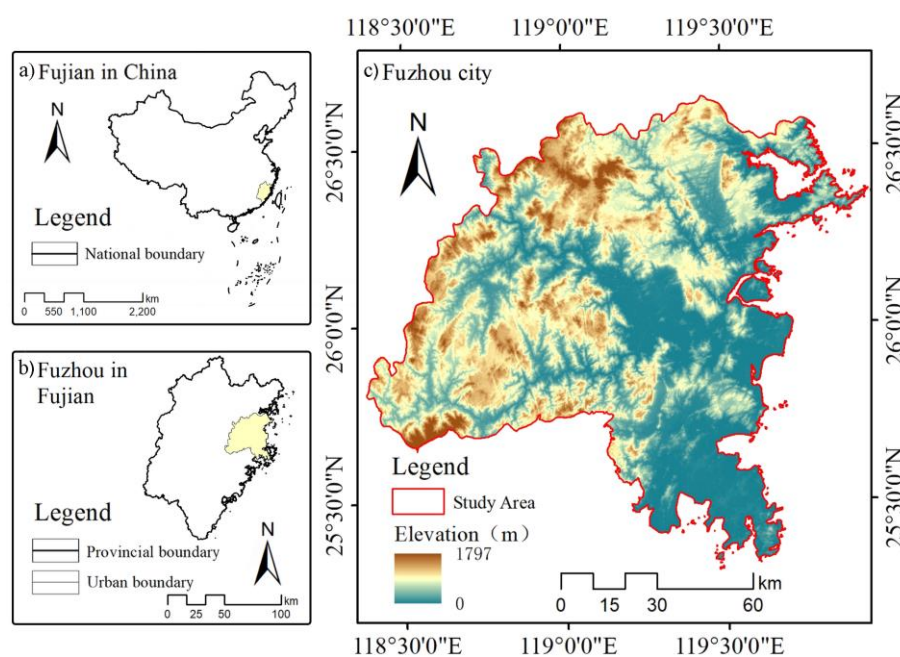 a) Fujian in China
N
Legend
National boundary
km
0 550 1,100 2,200
b) Fuzhou in
Fujian
Legend
Provincial boundary
Urban boundary
N
km
0 25 50 100
118°30'0"E 119°0'0"E 119°30'0"E
c) Fuzhou city
N
26°30'0"N
26°0'0"N
25°30'0"N
26°30'0"N
26°0'0"N
25°30'0"N
Legend
Study Area
Elevation（m）
1797
0
km
0 15 30 60
118°30'0"E 119°0'0"E 119°30'0"E